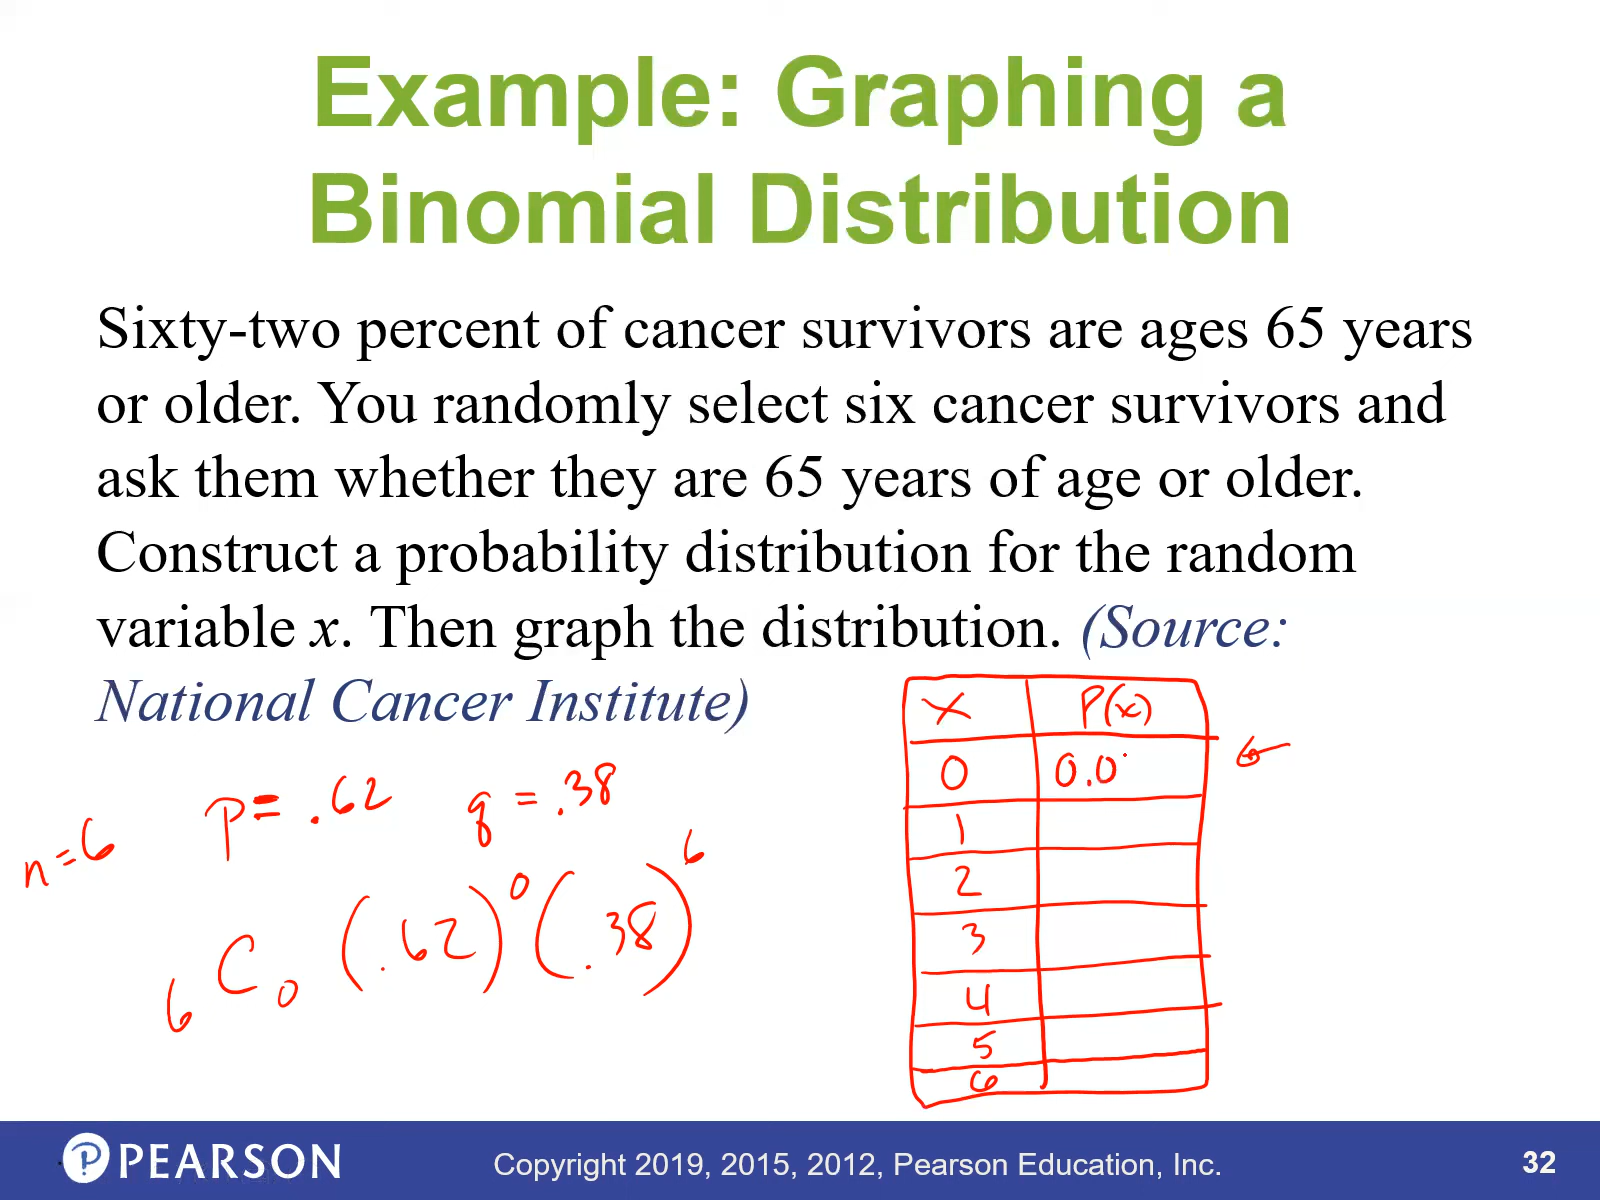 Example: Graphing a
Binomial Distribution
Sixty-two percent of cancer survivors are ages 65 years
or older. You randomly select six cancer survivors and
ask them whether they are 65 years of age or older.
Construct a probability distribution for the random
variable x. Then graph the distribution. (Source:
National Cancer Institute)
n=6 p=.62 q=.38
₆C₀ (.62)⁰ (.38)⁶
x P(x)
0 0.0
1
2
3
4
5
6
PEARSON
Copyright 2019, 2015, 2012, Pearson Education, Inc.
32